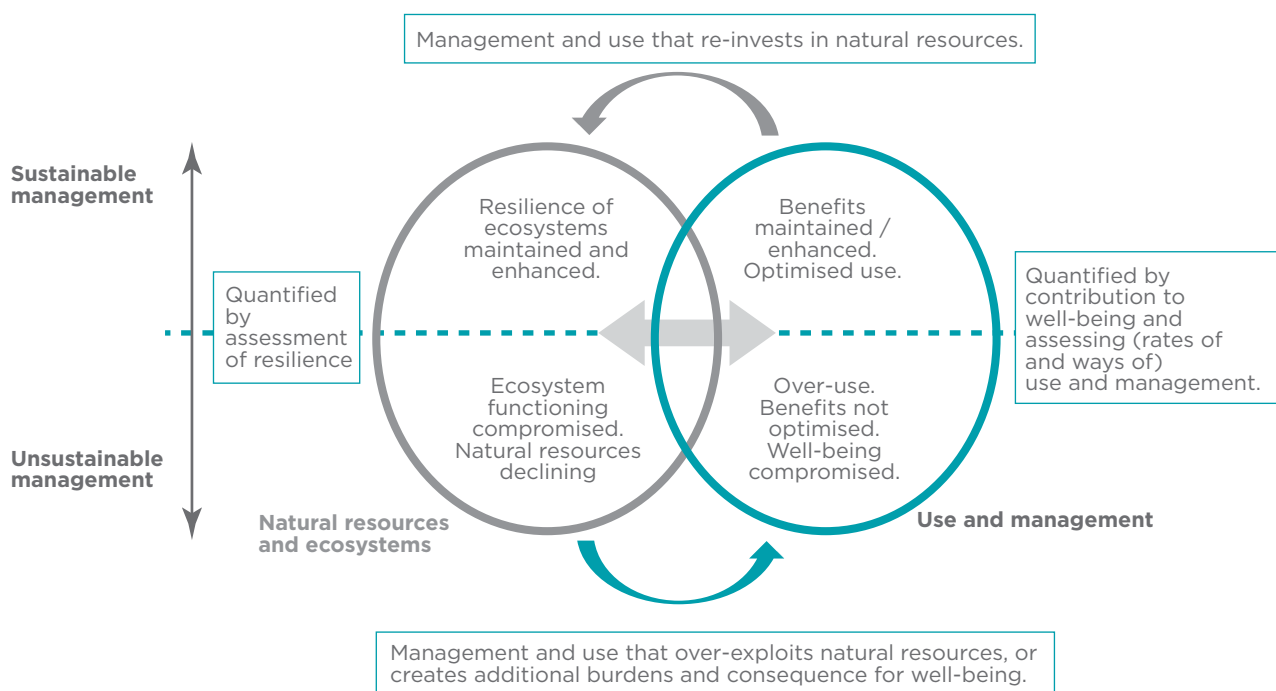 Management and use that re-invests in natural resources.
Sustainable
management
Resilience of
ecosystems
maintained and
enhanced.
Benefits
maintained /
enhanced.
Optimised use.
Quantified
by
assessment
of resilience
Quantified by
contribution to
well-being and
assessing (rates of
and ways of)
use and management.
Unsustainable
management
Ecosystem
functioning
compromised.
Natural resources
declining
Over-use.
Benefits not
optimised.
Well-being
compromised.
Natural resources
and ecosystems
Use and management
Management and use that over-exploits natural resources, or
creates additional burdens and consequence for well-being.